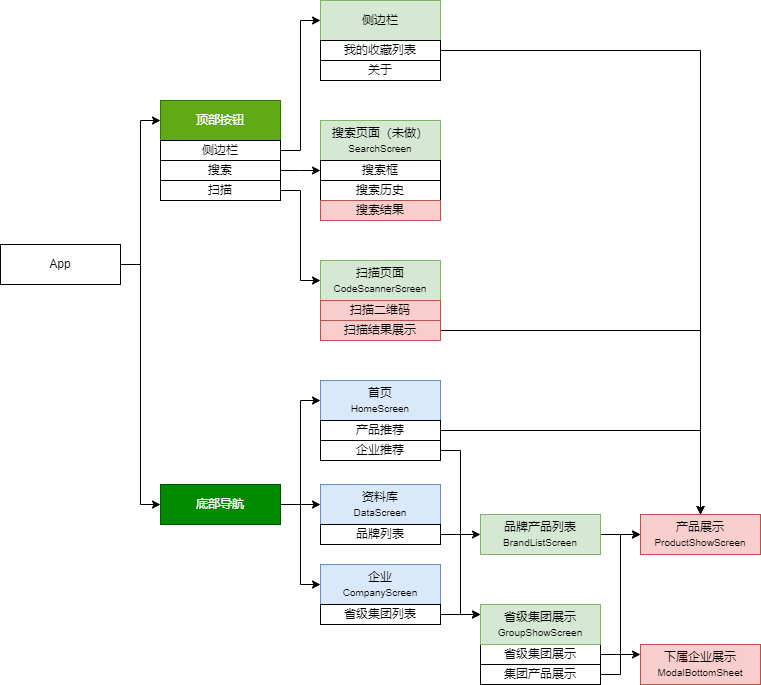 侧边栏
我的收藏列表
关于
顶部按钮
侧边栏
搜索
扫描
搜索页面（未做）
SearchScreen
搜索框
搜索历史
搜索结果
App
扫描页面
CodeScannerScreen
扫描二维码
扫描结果展示
首页
HomeScreen
产品推荐
企业推荐
底部导航
资料库
DataScreen
品牌列表
品牌产品列表
BrandListScreen
产品展示
ProductShowScreen
企业
CompanyScreen
省级集团列表
省级集团展示
GroupShowScreen
省级集团展示
集团产品展示
下属企业展示
ModalBottomSheet